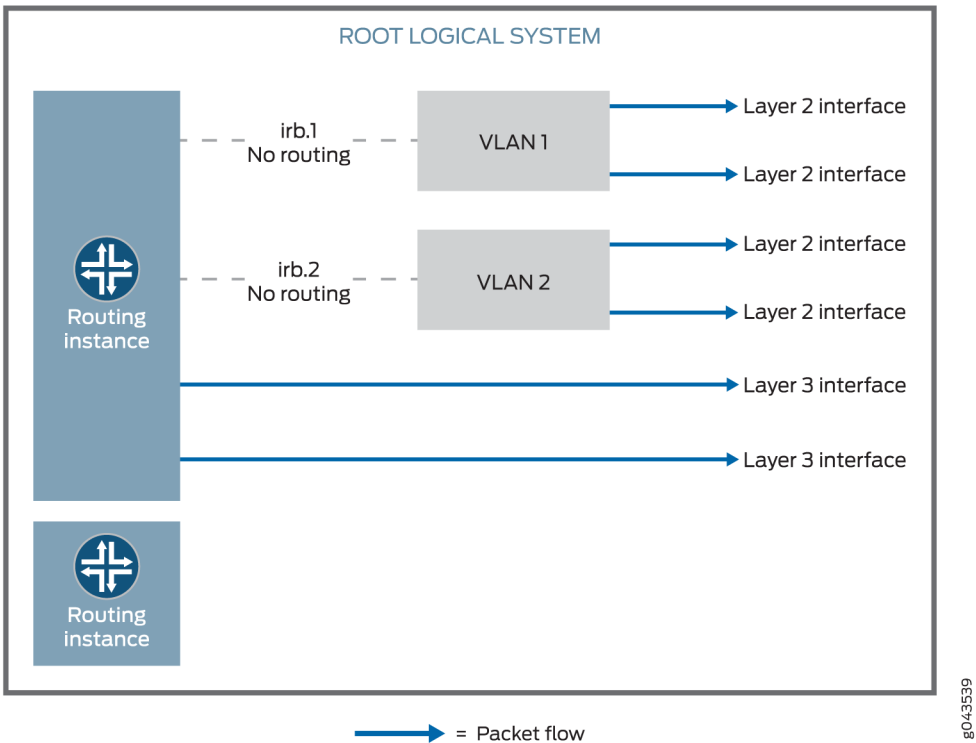 ROOT LOGICAL SYSTEM
irb.1
No routing
VLAN 1
Layer 2 interface
Layer 2 interface
irb.2
No routing
VLAN 2
Layer 2 interface
Layer 2 interface
Routing
instance
Layer 3 interface
Layer 3 interface
Routing
instance
= Packet flow
g043539